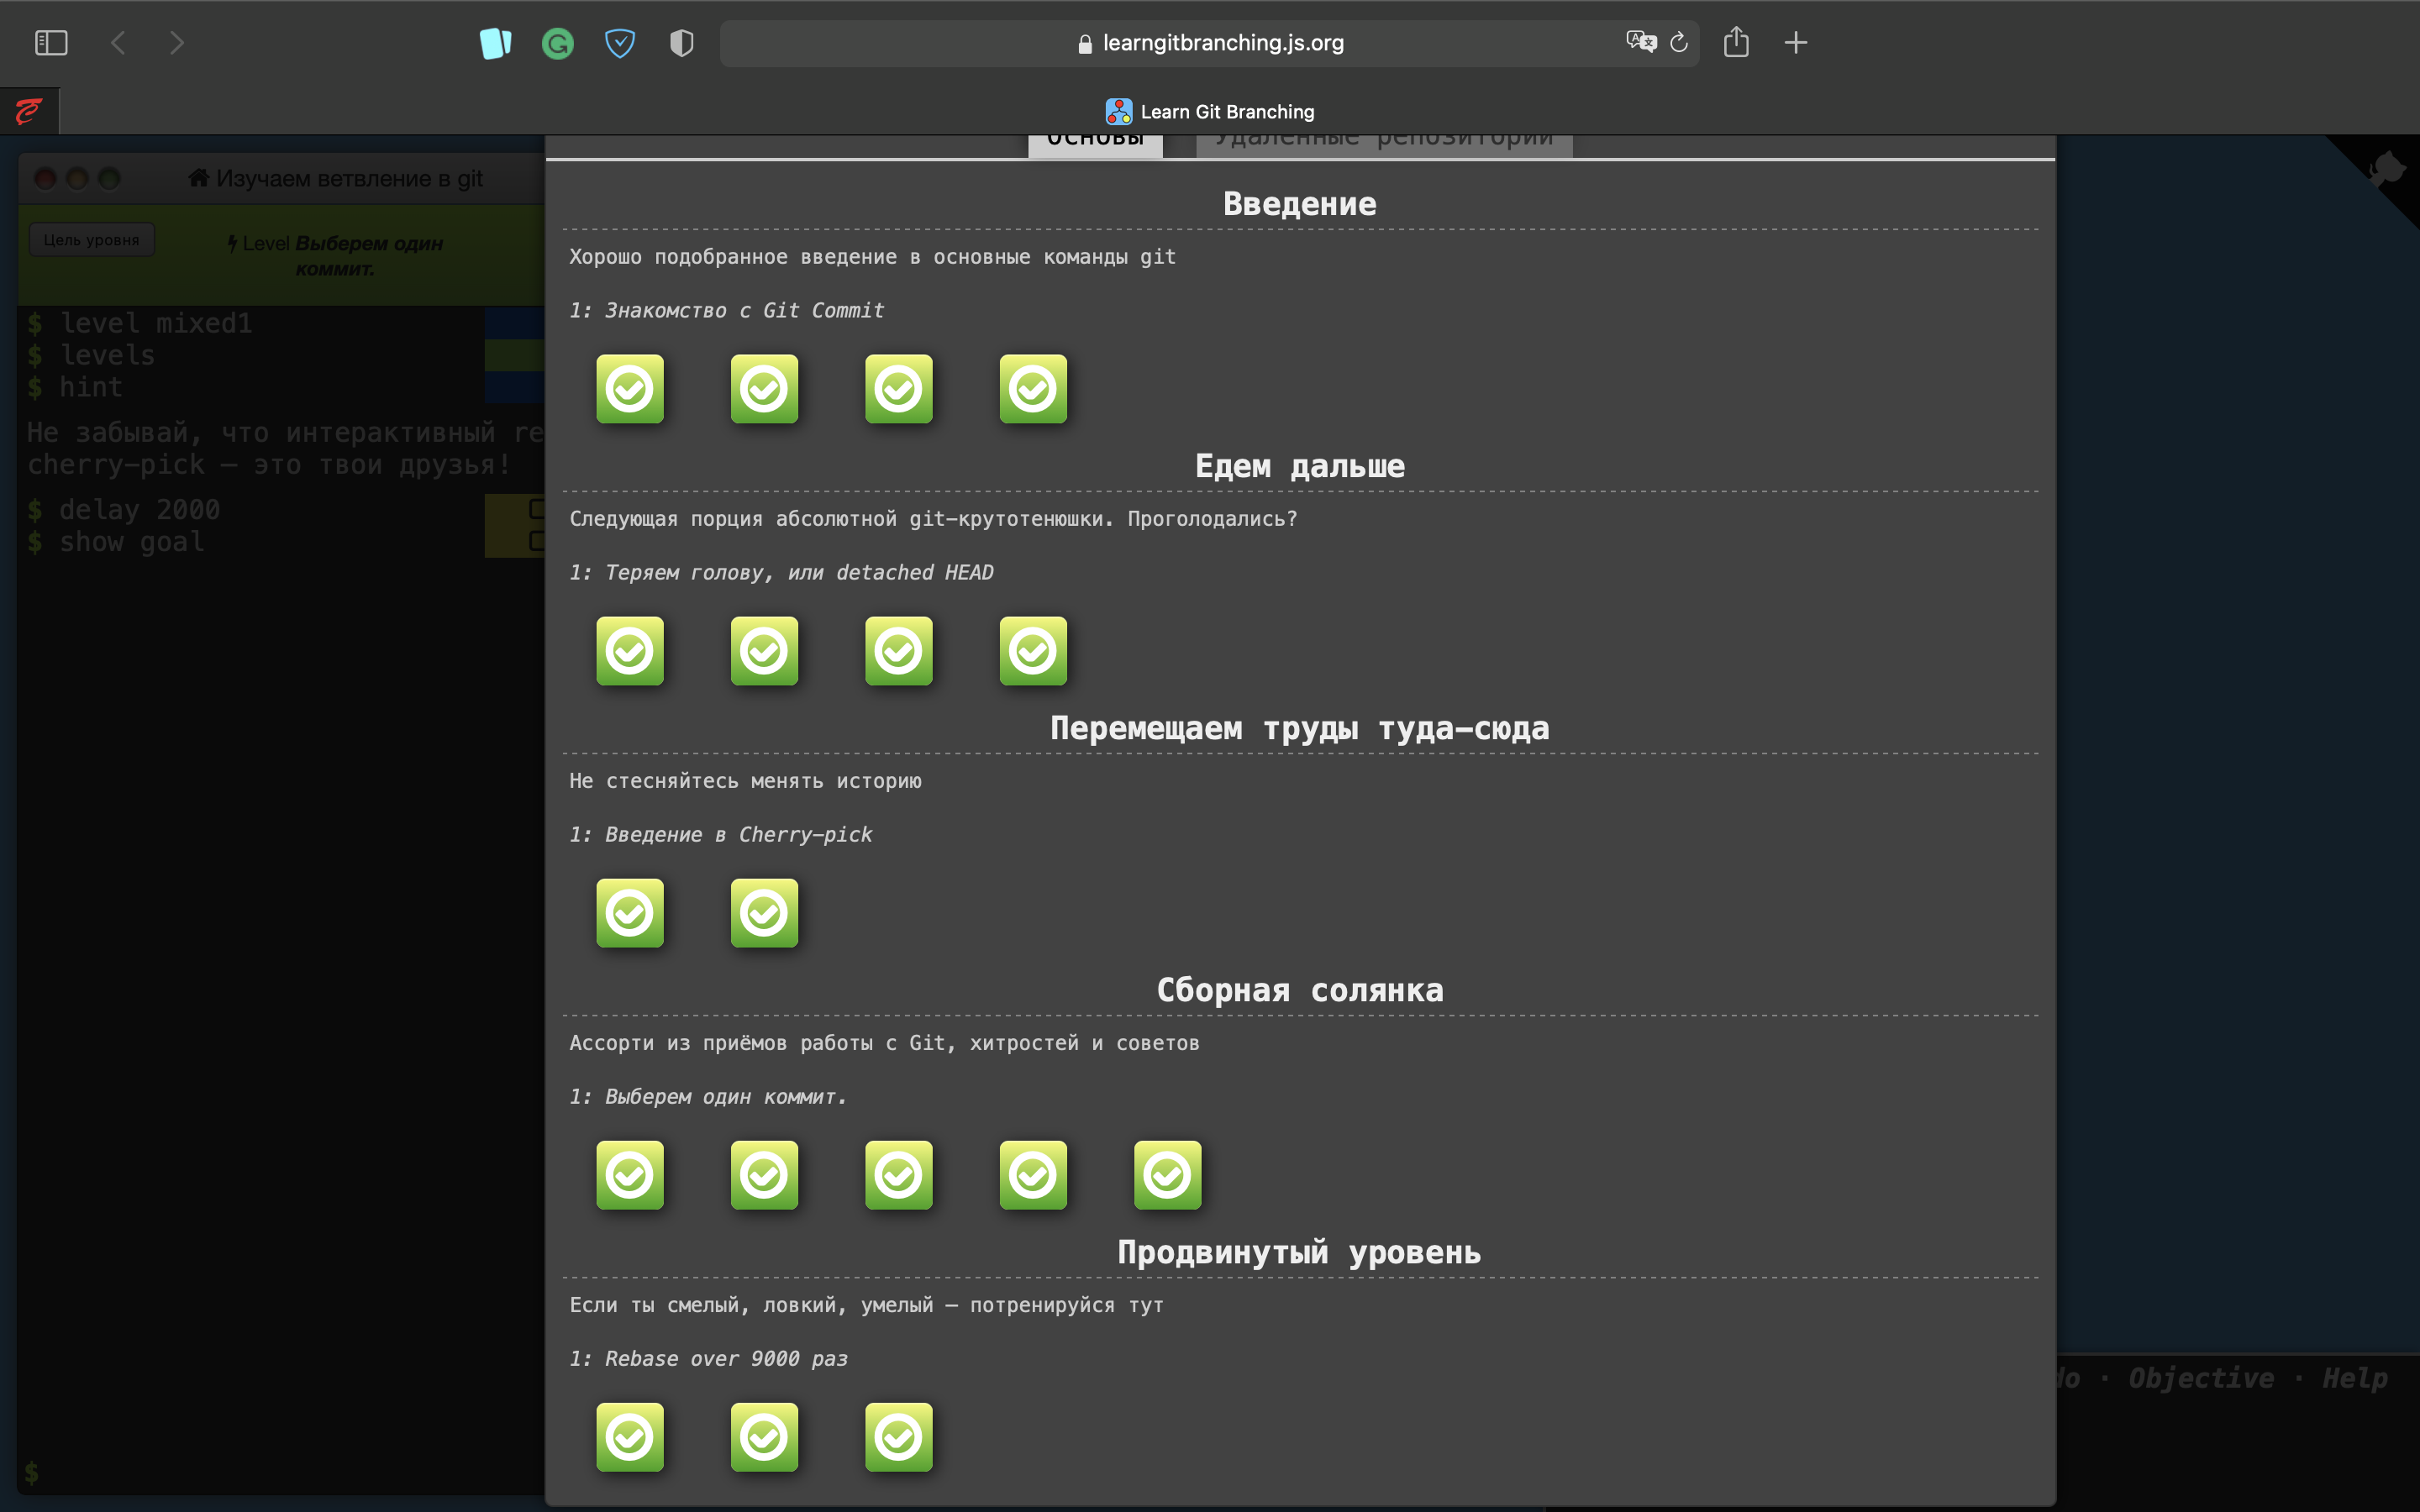 learngitbranching.js.org
Learn Git Branching
Основы
Удаленные репозитории
Изучаем ветвление в git
Цель уровня
Level Выберем один
коммит.
$ level mixed1
$ levels
$ hint
Не забывай, что интерактивный
cherry-pick — это твои друзья!
$ delay 2000
$ show goal
$
Введение
Хорошо подобранное введение в основные команды git
1: Знакомство с Git Commit
Едем дальше
Следующая порция абсолютной git-крутотенюшки. Проголодались?
1: Теряем голову, или detached HEAD
Перемещаем труды туда-сюда
Не стесняйтесь менять историю
1: Введение в Cherry-pick
Сборная солянка
Ассорти из приёмов работы с Git, хитростей и советов
1: Выберем один коммит.
Продвинутый уровень
Если ты смелый, ловкий, умелый — потренируйся тут
1: Rebase over 9000 раз
· Objective · Help